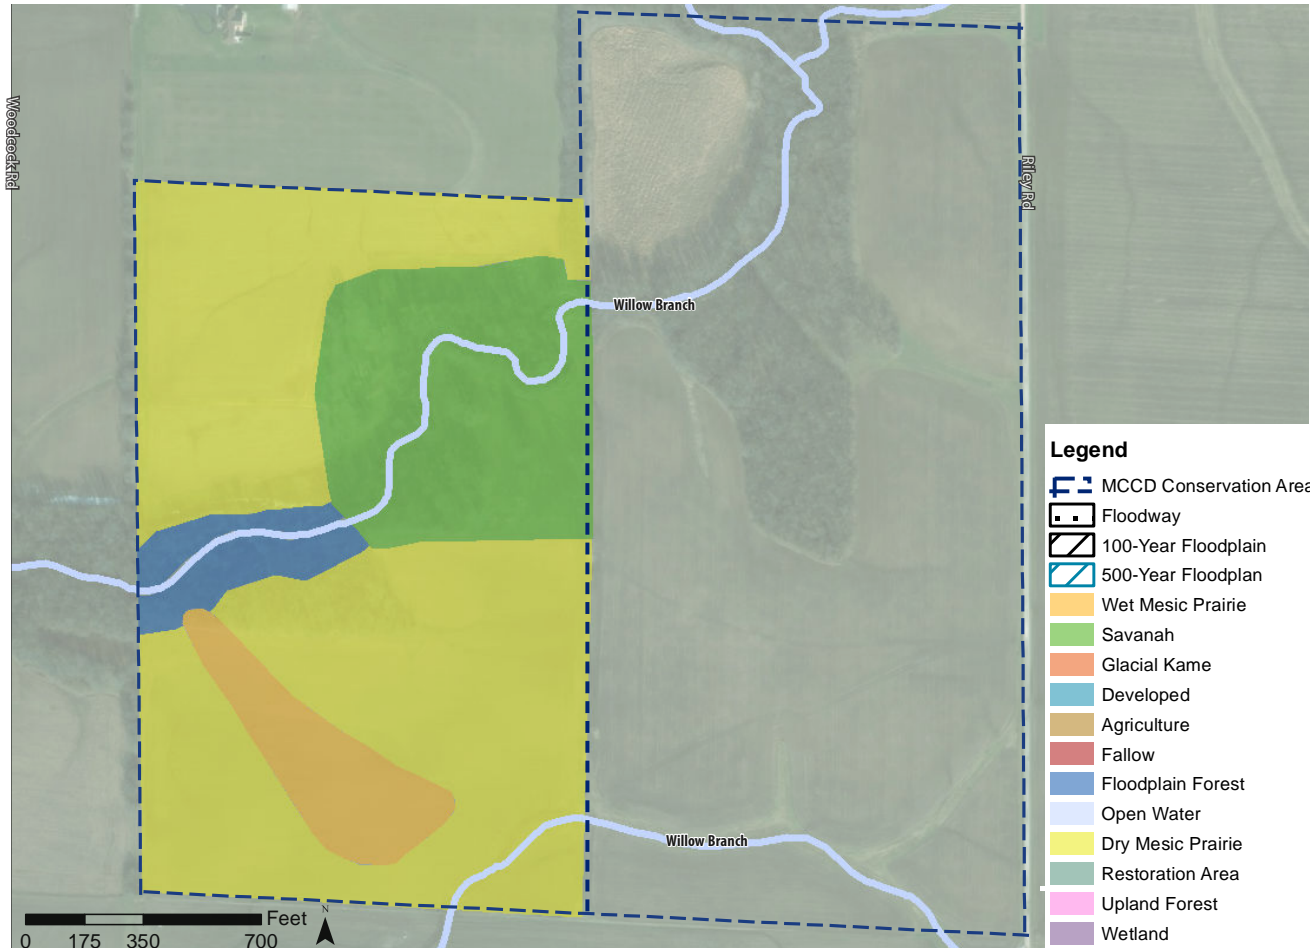 Woodcock Rd
Riley Rd
Willow Branch
Willow Branch
Legend
MCCD Conservation Area
Floodway
100-Year Floodplain
500-Year Floodplan
Wet Mesic Prairie
Savanah
Glacial Kame
Developed
Agriculture
Fallow
Floodplain Forest
Open Water
Dry Mesic Prairie
Restoration Area
Upland Forest
Wetland
N
Feet
0 175 350 700